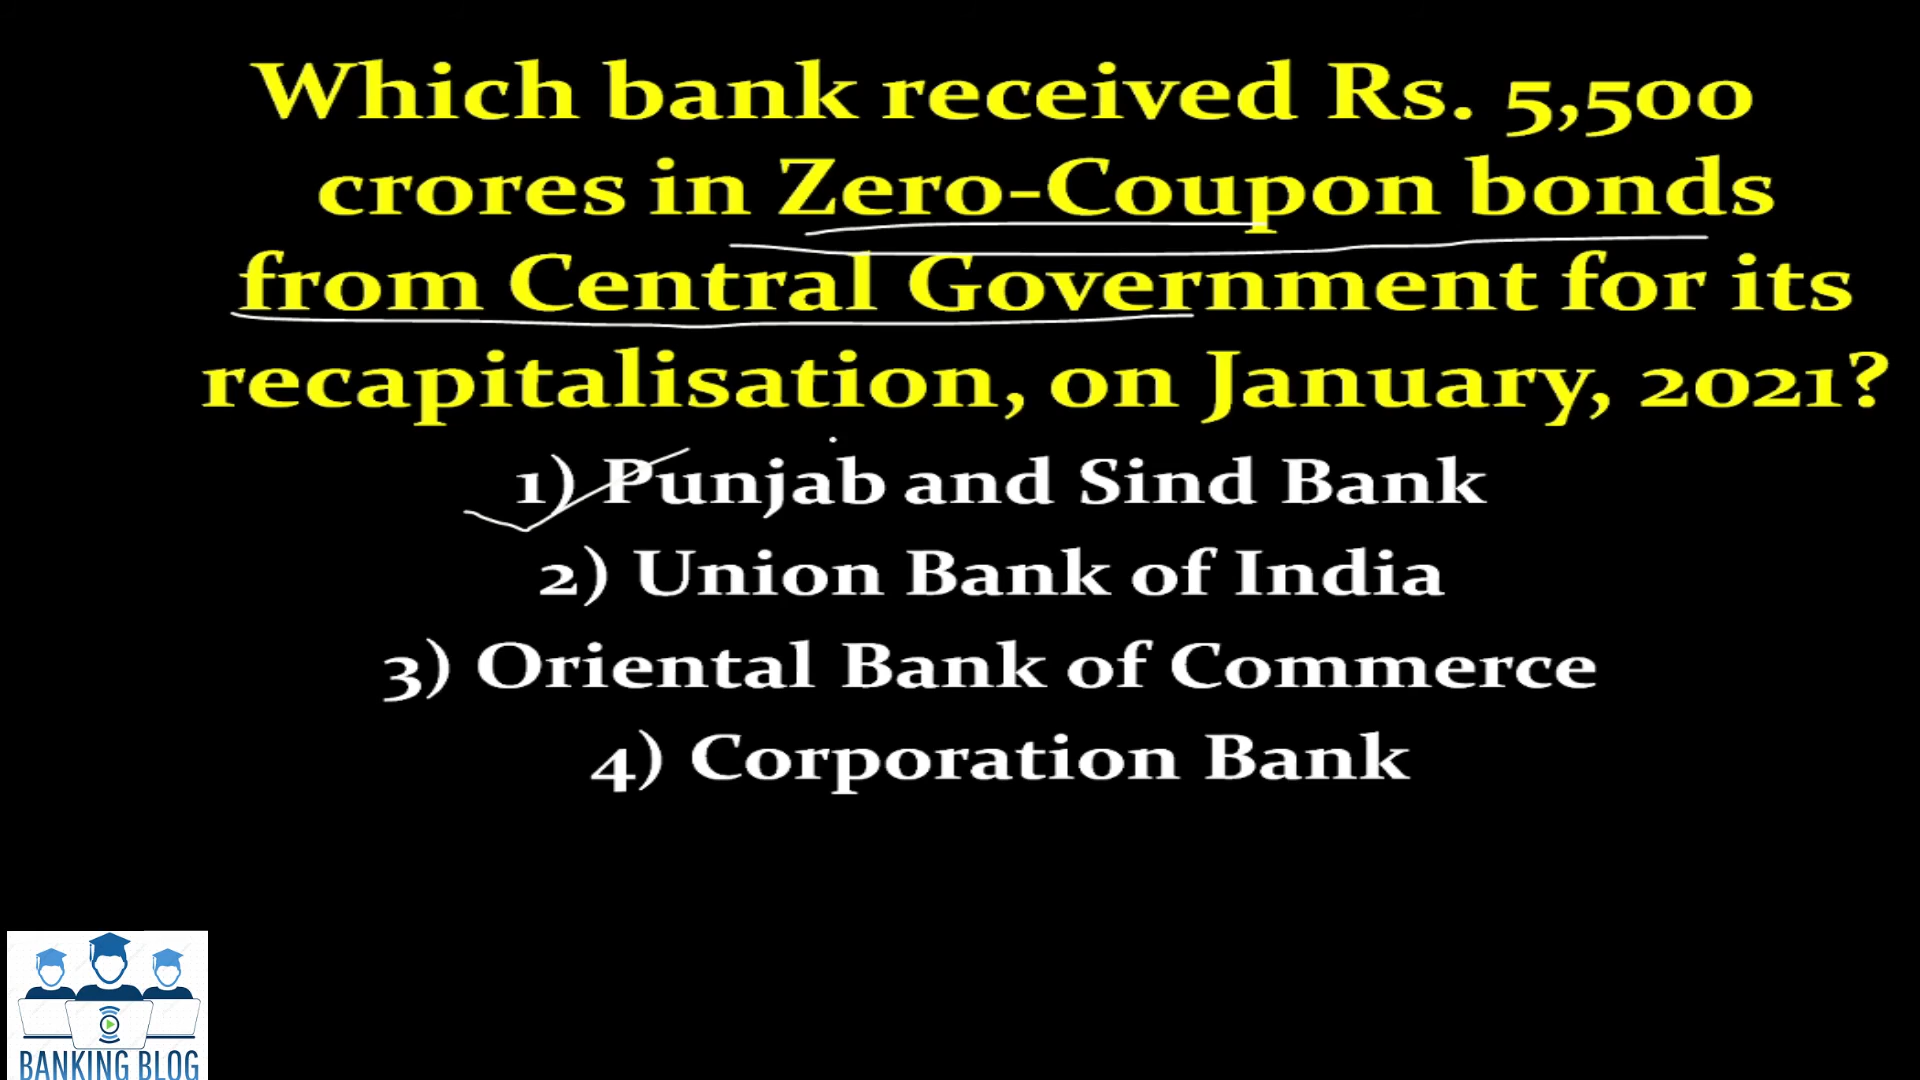 Which bank received Rs. 5,500
crores in Zero-Coupon bonds
from Central Government for its
recapitalisation, on January, 2021?
1) Punjab and Sind Bank
2) Union Bank of India
3) Oriental Bank of Commerce
4) Corporation Bank
BANKING BLOG